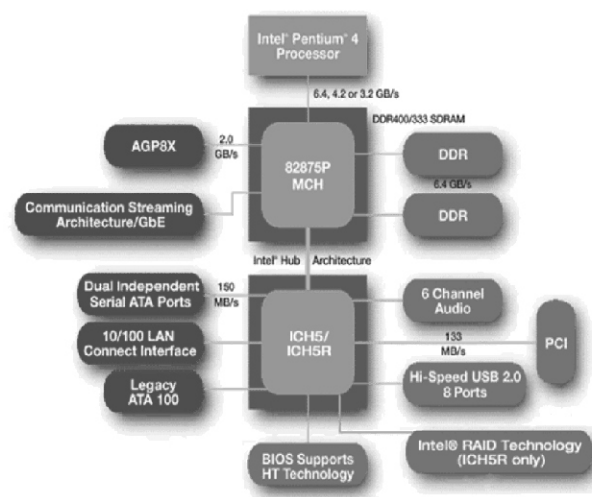 Intel® Pentium® 4
Processor
6.4, 4.2 or 3.2 GB/s
DDR400/333 SDRAM
AGP8X
2.0
GB/s
82875P
MCH
DDR
6.4 GB/s
DDR
Communication Streaming
Architecture/GbE
Intel® Hub Architecture
Dual Independent
Serial ATA Ports
150
MB/s
6 Channel
Audio
10/100 LAN
Connect Interface
ICH5/
ICH5R
133
MB/s
PCI
Legacy
ATA 100
Hi-Speed USB 2.0
8 Ports
BIOS Supports
HT Technology
Intel® RAID Technology
(ICH5R only)